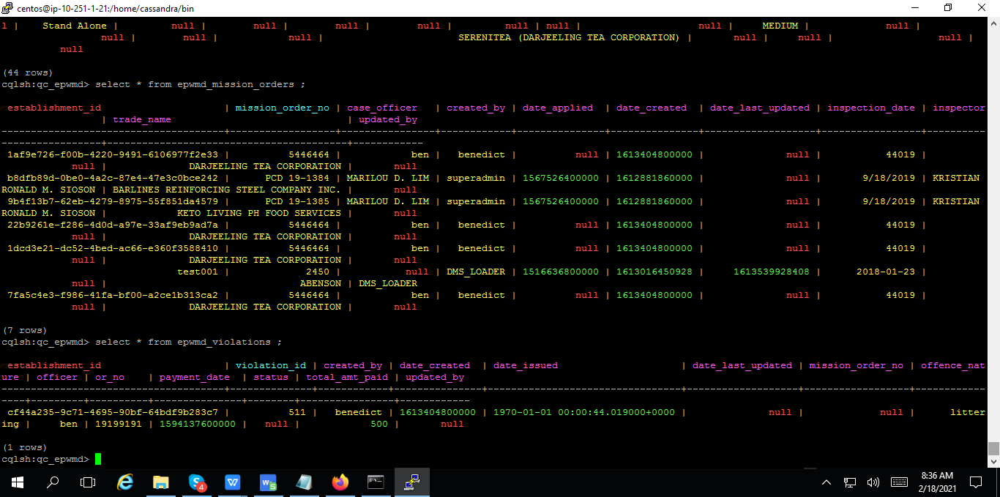 centos@ip-10-251-1-21:/home/cassandra/bin
l | Stand Alone | null | null | null | null | null | null | null | MEDIUM | null |
null | null | null | SERENITEA (DARJEELING TEA CORPORATION) | null | null | null |
null
(44 rows)
cqlsh:qc_epwmd> select * from epwmd_mission_orders ;
establishment_id | mission_order_no | case_officer | created_by | date_applied | date_created | date_last_updated | inspection_date | inspector
| trade_name | updated_by
--------------------------------------+------------------+----------------+------------+---------------+---------------+-------------------+-----------------+----------
-----------------+-----------------------------------------+------------
1af9e726-f00b-4220-9491-6106977f2e33 | 5446464 | ben | benedict | null | 1613404800000 | null | 44019 |
null | DARJEELING TEA CORPORATION | null
b8dfb89d-0be0-4a2c-87e4-47e3c0bce242 | PCD 19-1384 | MARILOU D. LIM | superadmin | 1567526400000 | 1612881860000 | null | 9/18/2019 | KRISTIAN
RONALD M. SIOSON | BARLINES REINFORCING STEEL COMPANY INC. | null
9b4f13b7-62eb-4279-8975-55f851da4579 | PCD 19-1385 | MARILOU D. LIM | superadmin | 1567526400000 | 1612881860000 | null | 9/18/2019 | KRISTIAN
RONALD M. SIOSON | KETO LIVING PH FOOD SERVICES | null
22b9261e-f286-4d0d-a97e-33af9eb9ad7a | 5446464 | ben | benedict | null | 1613404800000 | null | 44019 |
null | DARJEELING TEA CORPORATION | null
1dcd3e21-dc52-4bed-ac66-e360f3588410 | 5446464 | ben | benedict | null | 1613404800000 | null | 44019 |
null | DARJEELING TEA CORPORATION | null
test001 | 2450 | null | DMS_LOADER | 1516636800000 | 1613016450928 | 1613539928408 | 2018-01-23 |
null | ABENSON | DMS_LOADER
7fa5c4e3-f986-41fa-bf00-a2ce1b313ca2 | 5446464 | ben | benedict | null | 1613404800000 | null | 44019 |
null | DARJEELING TEA CORPORATION | null
(7 rows)
cqlsh:qc_epwmd> select * from epwmd_violations ;
establishment_id | violation_id | created_by | date_created | date_issued | date_last_updated | mission_order_no | offence_nat
ure | officer | or_no | payment_date | status | total_amt_paid | updated_by
--------------------------------------+--------------+------------+---------------+---------------------------------+-------------------+------------------+------------
----+---------+----------+---------------+--------+----------------+------------
cf44a235-9c71-4695-90bf-64bdf9b283c7 | 511 | benedict | 1613404800000 | 1970-01-01 00:00:44.019000+0000 | null | null | litter
ing | ben | 19199191 | 1594137600000 | null | 500 | null
(1 rows)
cqlsh:qc_epwmd>
4
W
W S
8:36 AM
2/18/2021